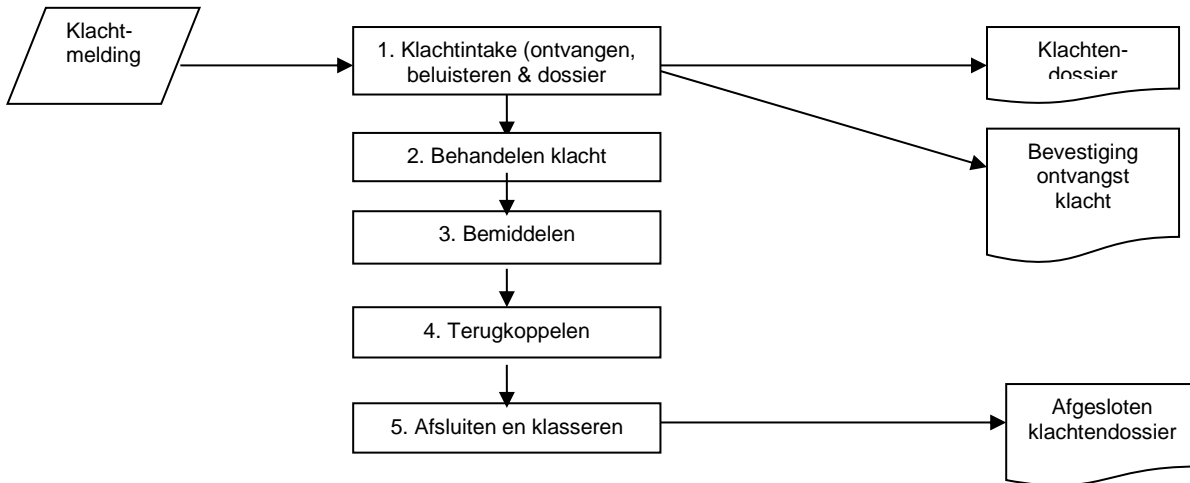 Klacht-
melding
1. Klachtintake (ontvangen,
beluisteren & dossier
Klachten-
dossier
2. Behandelen klacht
Bevestiging
ontvangst
klacht
3. Bemiddelen
4. Terugkoppelen
5. Afsluiten en klasseren
Afgesloten
klachtendossier